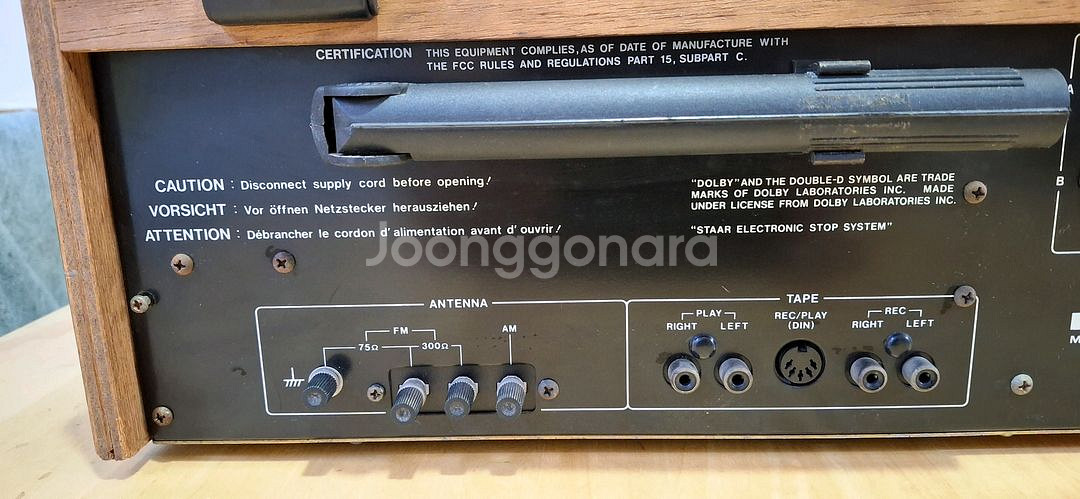 CERTIFICATION THIS EQUIPMENT COMPLIES, AS OF DATE OF MANUFACTURE WITH
THE FCC RULES AND REGULATIONS PART 15, SUBPART C.
CAUTION : Disconnect supply cord before opening!
VORSICHT : Vor öffnen Netzstecker herausziehen!
ATTENTION : Débrancher le cordon d'alimentation avant d'ouvrir!
"DOLBY" AND THE DOUBLE-D SYMBOL ARE TRADE
MARKS OF DOLBY LABORATORIES INC. MADE
UNDER LICENSE FROM DOLBY LABORATORIES INC.
"STAAR ELECTRONIC STOP SYSTEM"
A
B
Joonggonara
ANTENNA
FM
AM
75Ω
300Ω
TAPE
PLAY
RIGHT LEFT
REC/PLAY
(DIN)
REC
RIGHT LEFT
M